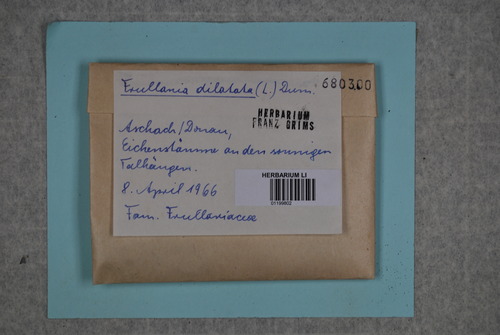 Frullania dilatata (L.) Dum.
680300
HERBARIUM
FRANZ GRIMS
Aschach/Donau,
Eichenstämme an den sonnigen
Talhängen.
8. April 1966
Fam. Frullaniaceae
HERBARIUM LI
01199802